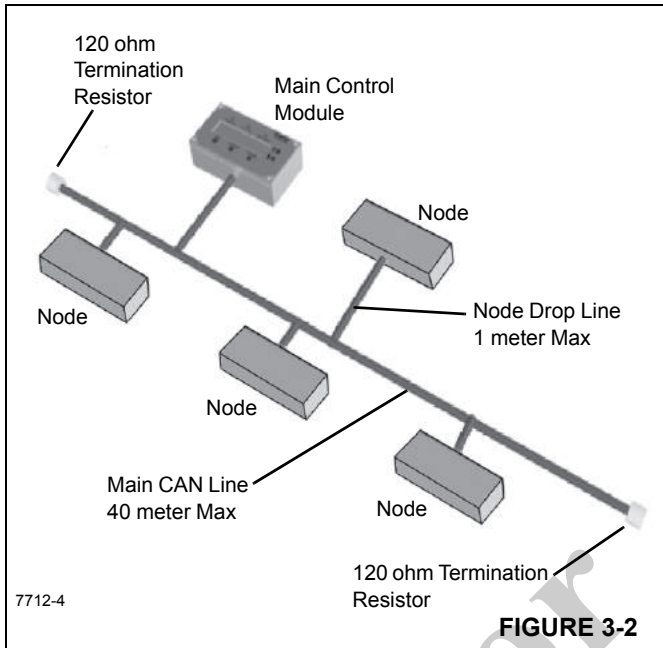 120 ohm
Termination
Resistor
Main Control
Module
Node
Node
Node Drop Line
1 meter Max
Node
Main CAN Line
40 meter Max
Node
120 ohm Termination
Resistor
7712-4
FIGURE 3-2